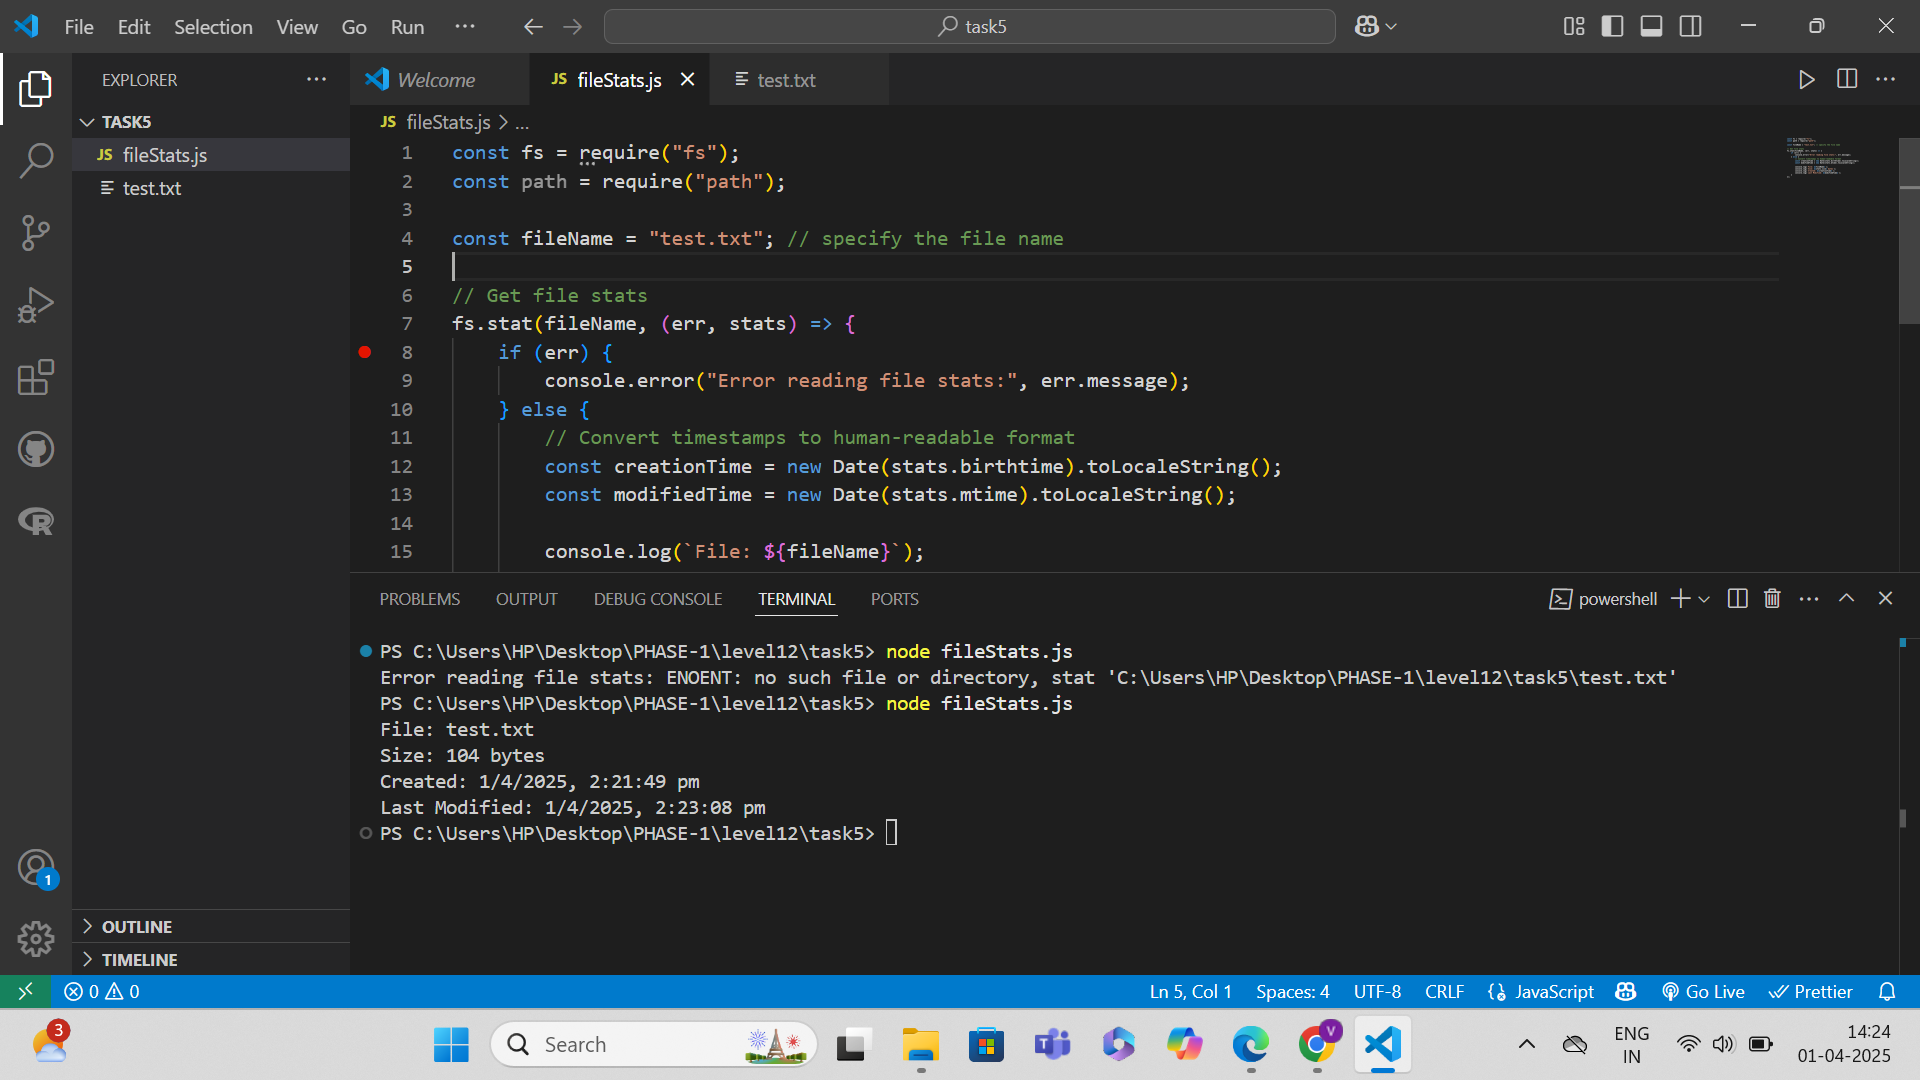 File Edit Selection View Go Run ··· task5
EXPLORER ···
TASK5
JS fileStats.js
test.txt
OUTLINE
TIMELINE
Welcome JS fileStats.js test.txt
JS fileStats.js > ...
1 const fs = require("fs");
2 const path = require("path");
3
4 const fileName = "test.txt"; // specify the file name
5
6 // Get file stats
7 fs.stat(fileName, (err, stats) => {
8 if (err) {
9 console.error("Error reading file stats:", err.message);
10 } else {
11 // Convert timestamps to human-readable format
12 const creationTime = new Date(stats.birthtime).toLocaleString();
13 const modifiedTime = new Date(stats.mtime).toLocaleString();
14
15 console.log(`File: ${fileName}`);
PROBLEMS OUTPUT DEBUG CONSOLE TERMINAL PORTS powershell
PS C:\Users\HP\Desktop\PHASE-1\level12\task5> node fileStats.js
Error reading file stats: ENOENT: no such file or directory, stat 'C:\Users\HP\Desktop\PHASE-1\level12\task5\test.txt'
PS C:\Users\HP\Desktop\PHASE-1\level12\task5> node fileStats.js
File: test.txt
Size: 104 bytes
Created: 1/4/2025, 2:21:49 pm
Last Modified: 1/4/2025, 2:23:08 pm
PS C:\Users\HP\Desktop\PHASE-1\level12\task5>
1
0 0 Ln 5, Col 1 Spaces: 4 UTF-8 CRLF JavaScript Go Live Prettier
3 Search V ENG 14:24
IN 01-04-2025